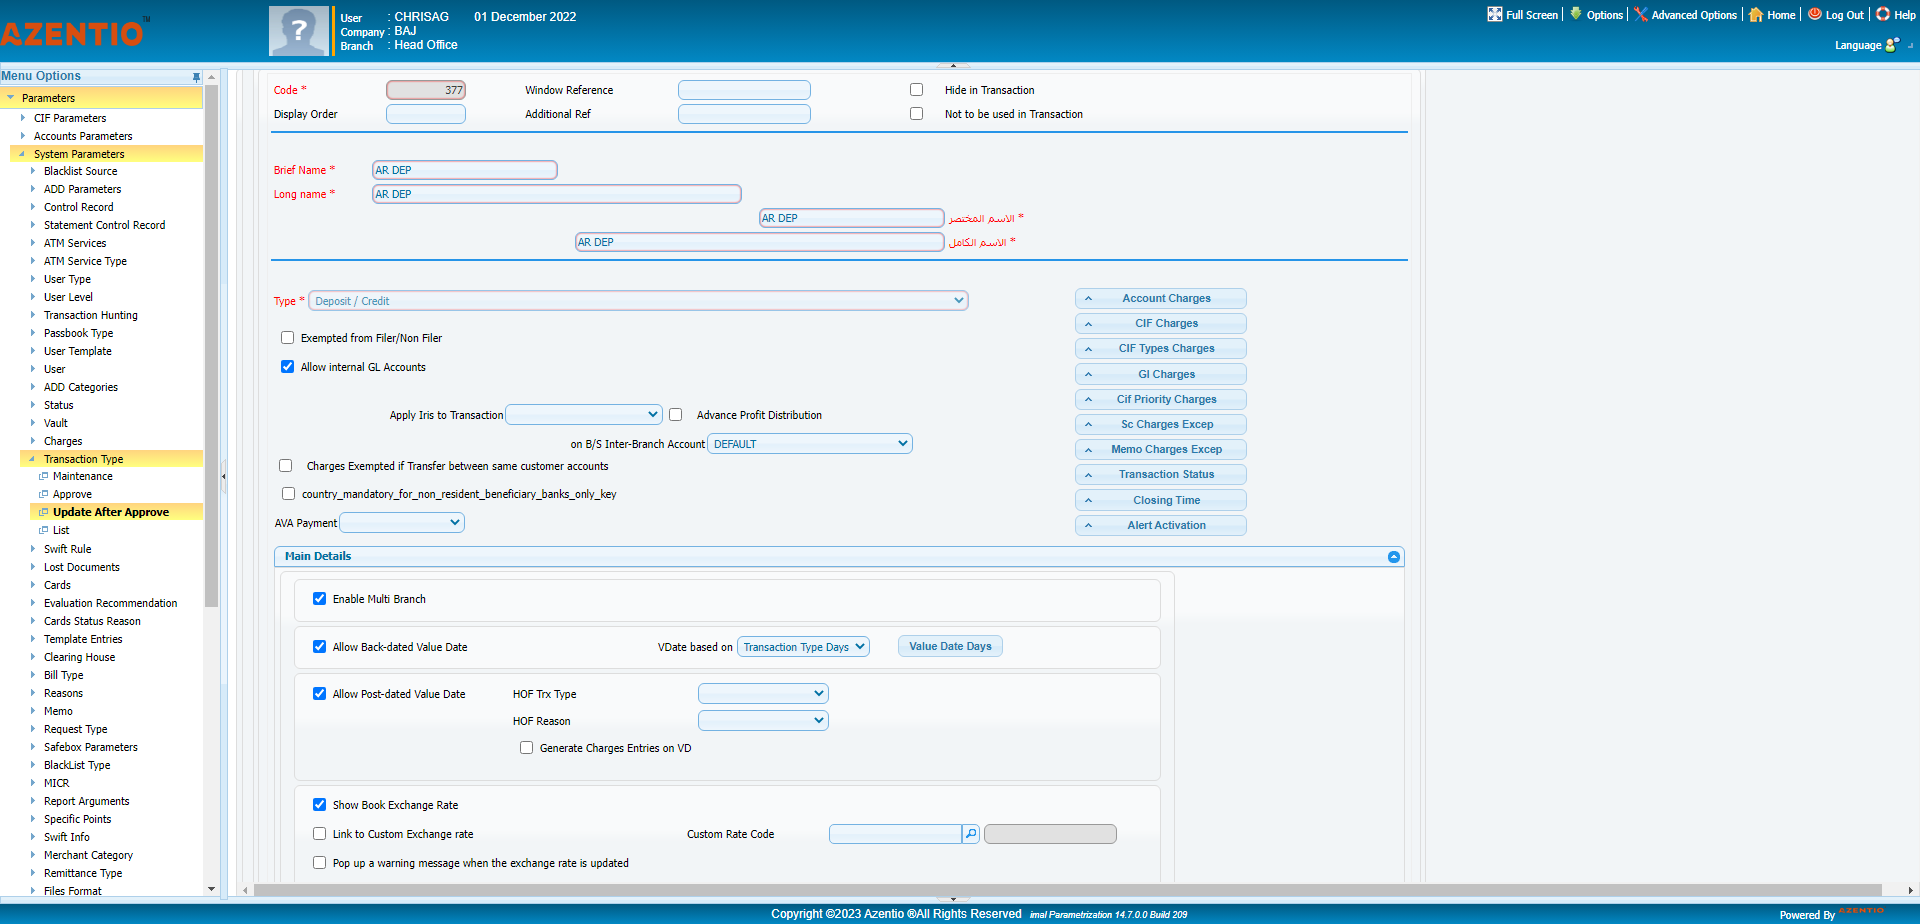 AZENTIO™
User : CHRISAG 01 December 2022
Company : BAJ
Branch : Head Office
Full Screen
Options
Advanced Options
Home
Log Out
Help
Language
Menu Options
Parameters
CIF Parameters
Accounts Parameters
System Parameters
Blacklist Source
ADD Parameters
Control Record
Statement Control Record
ATM Services
ATM Service Type
User Type
User Level
Transaction Hunting
Passbook Type
User Template
User
ADD Categories
Status
Vault
Charges
Transaction Type
Maintenance
Approve
Update After Approve
List
Swift Rule
Lost Documents
Cards
Evaluation Recommendation
Cards Status Reason
Template Entries
Clearing House
Bill Type
Reasons
Memo
Request Type
Safebox Parameters
BlackList Type
MICR
Report Arguments
Specific Points
Swift Info
Merchant Category
Remittance Type
Files Format
Code * 377 Window Reference Hide in Transaction
Display Order Additional Ref Not to be used in Transaction
Brief Name * AR DEP
Long name * AR DEP
AR DEP الاسم المختصر *
AR DEP الاسم الكامل *
Type * Deposit / Credit
Exempted from Filer/Non Filer
Allow internal GL Accounts
Apply Iris to Transaction Advance Profit Distribution
on B/S Inter-Branch Account DEFAULT
Charges Exempted if Transfer between same customer accounts
country_mandatory_for_non_resident_beneficiary_banks_only_key
AVA Payment
Account Charges
CIF Charges
CIF Types Charges
Gl Charges
Cif Priority Charges
Sc Charges Excep
Memo Charges Excep
Transaction Status
Closing Time
Alert Activation
Main Details
Enable Multi Branch
Allow Back-dated Value Date VDate based on Transaction Type Days Value Date Days
Allow Post-dated Value Date HOF Trx Type
HOF Reason
Generate Charges Entries on VD
Show Book Exchange Rate
Link to Custom Exchange rate Custom Rate Code
Pop up a warning message when the exchange rate is updated
Copyright ©2023 Azentio ®All Rights Reserved imal Parametrization 14.7.0.0 Build 209
Powered By AZENTIO